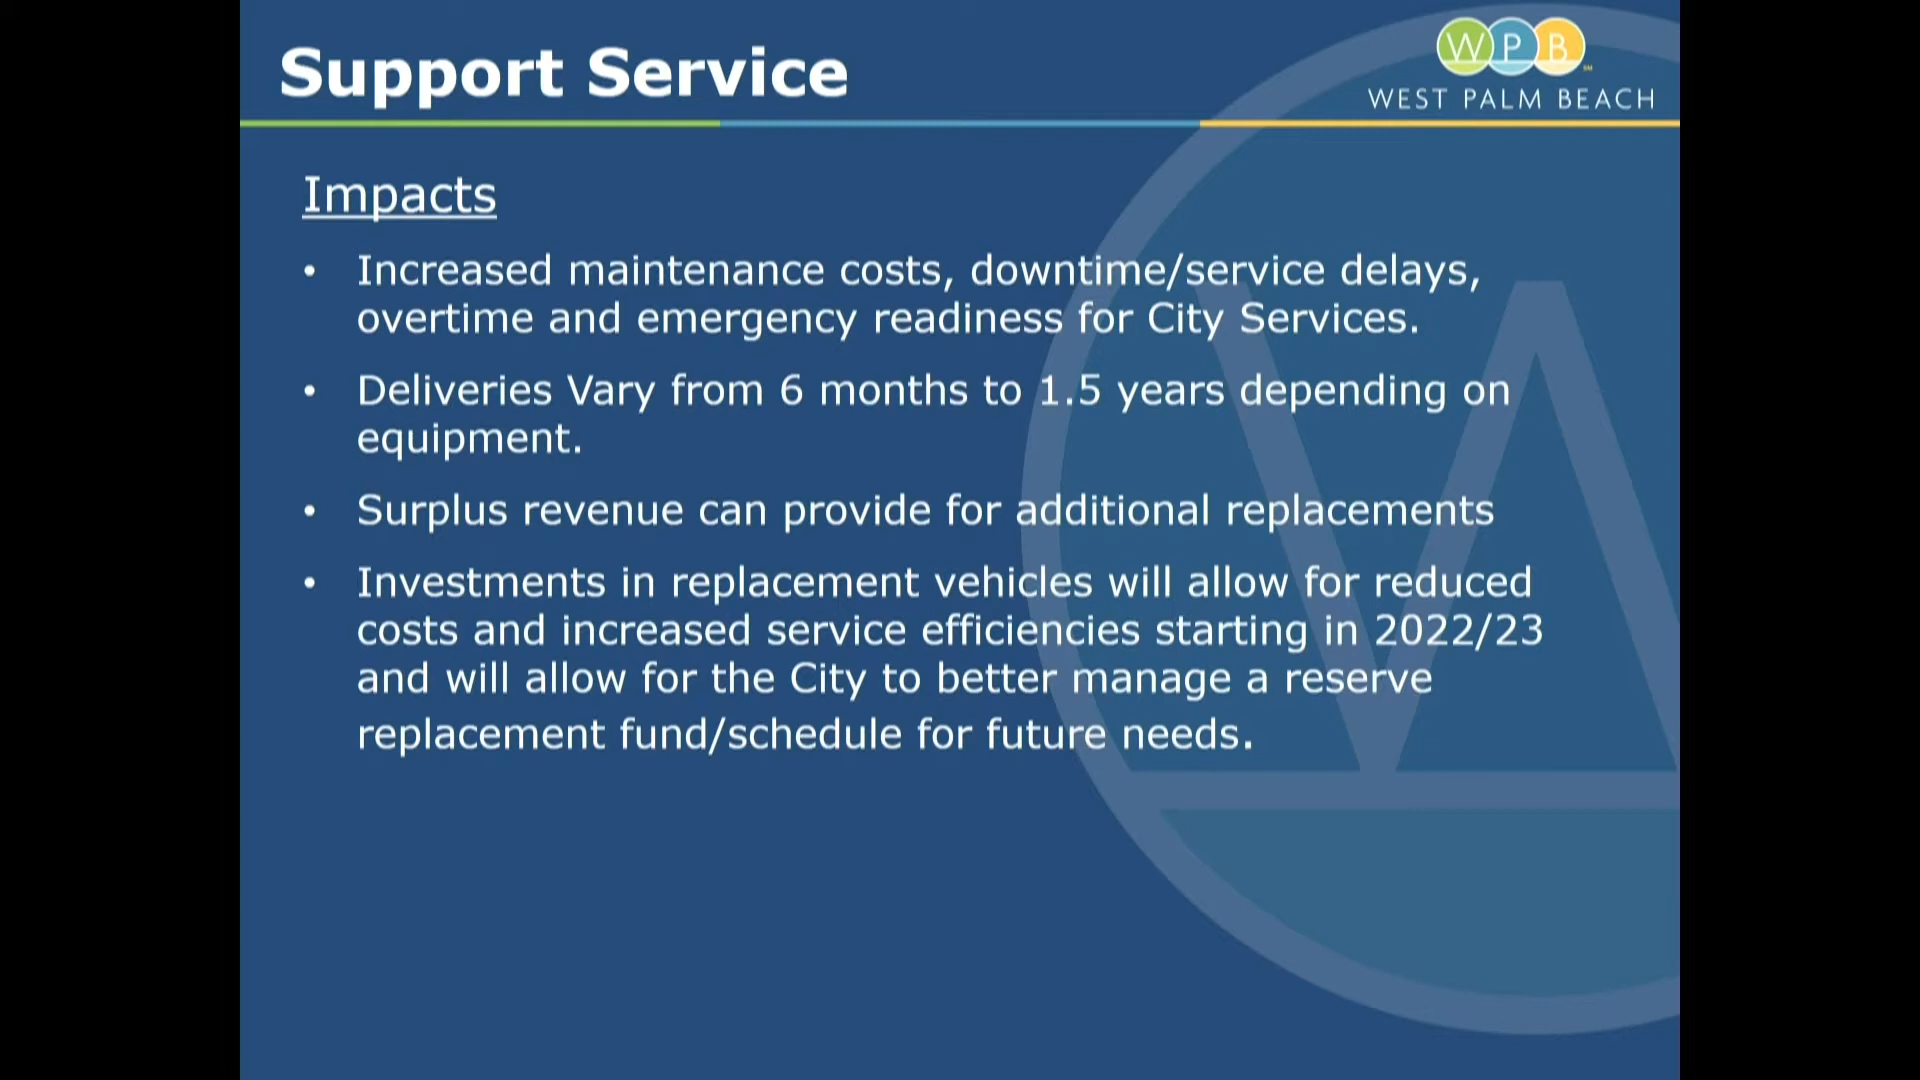 Support Service
WPB
SM
WEST PALM BEACH
Impacts
• Increased maintenance costs, downtime/service delays,
overtime and emergency readiness for City Services.
• Deliveries Vary from 6 months to 1.5 years depending on
equipment.
• Surplus revenue can provide for additional replacements
• Investments in replacement vehicles will allow for reduced
costs and increased service efficiencies starting in 2022/23
and will allow for the City to better manage a reserve
replacement fund/schedule for future needs.